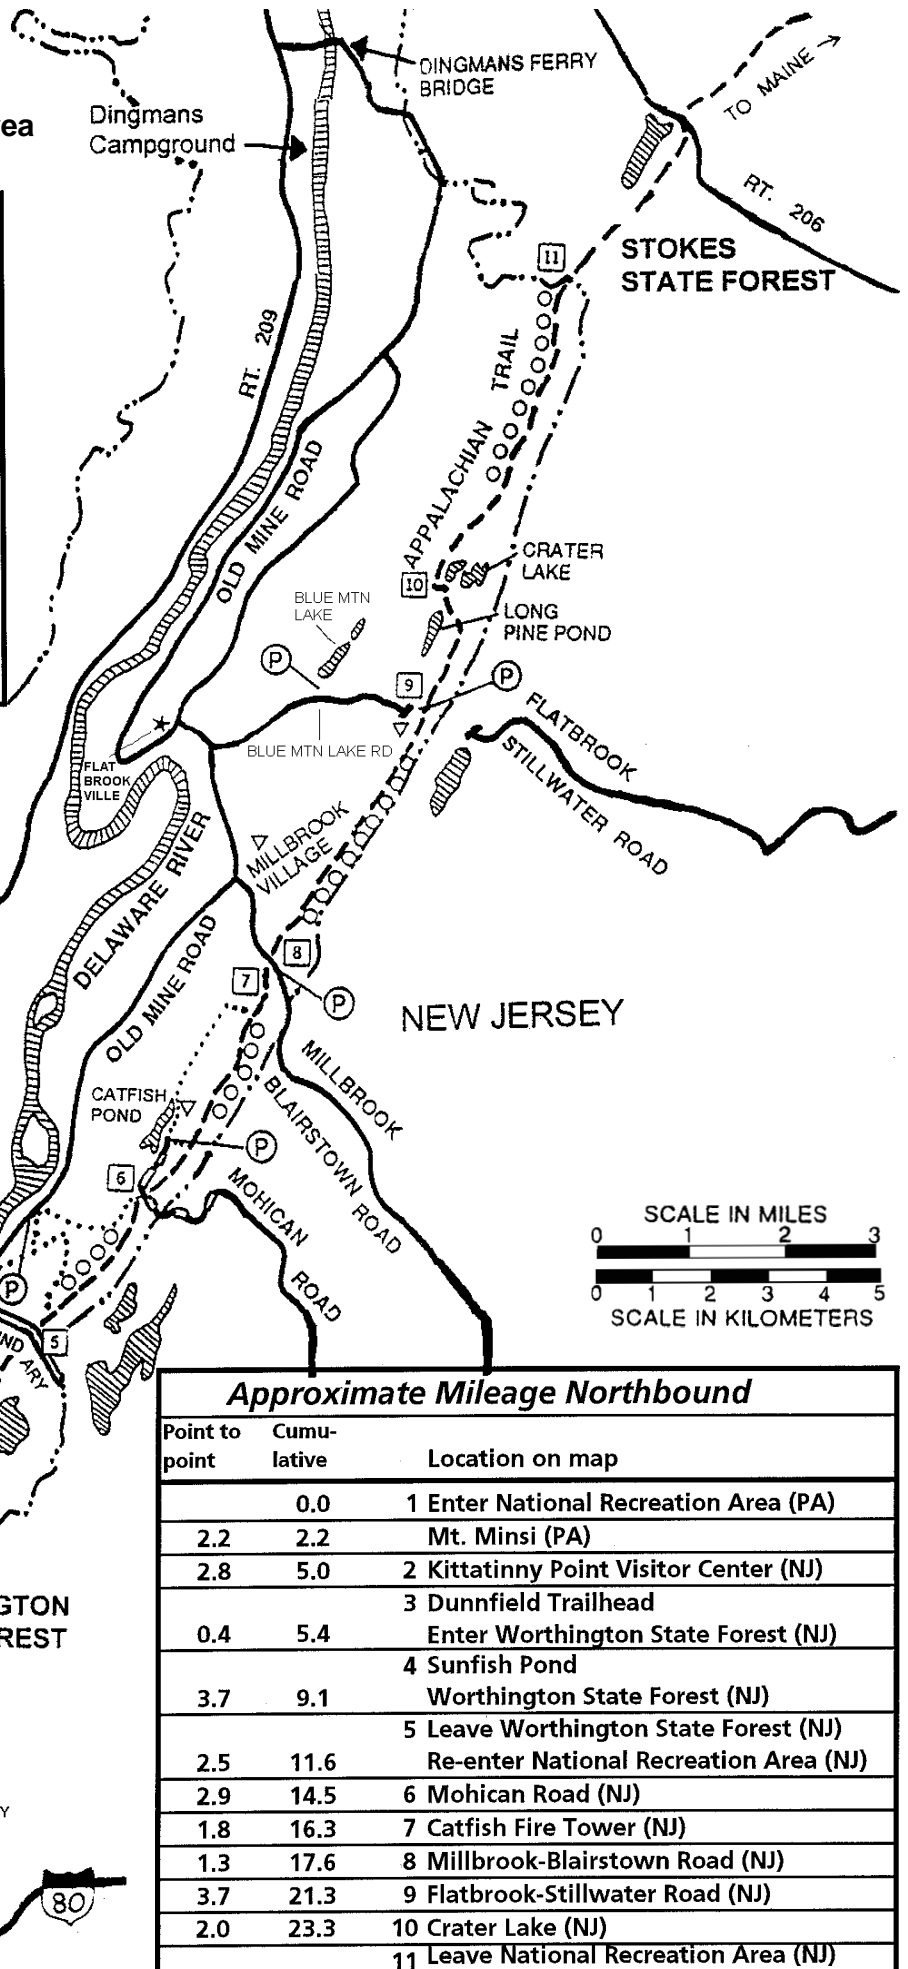 DINGMANS FERRY
BRIDGE
TO MAINE
ea
Dingmans
Campground
RT. 206
STOKES
STATE FOREST
11
RT. 209
APPALACHIAN TRAIL
OLD MINE ROAD
CRATER
LAKE
10
BLUE MTN
LAKE
LONG
PINE POND
P
9
P
FLATBROOK
STILLWATER ROAD
BLUE MTN LAKE RD
FLAT
BROOK
VILLE
MILLBROOK
VILLAGE
DELAWARE RIVER
OLD MINE ROAD
8
7
P
NEW JERSEY
MILLBROOK
BLAIRSTOWN ROAD
CATFISH
POND
P
6
MOHICAN ROAD
SCALE IN MILES
0 1 2 3
0 1 2 3 4 5
SCALE IN KILOMETERS
P
5
ND ARY
Approximate Mileage Northbound
Point to Cumu-
point lative Location on map
0.0 1 Enter National Recreation Area (PA)
2.2 2.2 Mt. Minsi (PA)
2.8 5.0 2 Kittatinny Point Visitor Center (NJ)
3 Dunnfield Trailhead
0.4 5.4 Enter Worthington State Forest (NJ)
4 Sunfish Pond
3.7 9.1 Worthington State Forest (NJ)
5 Leave Worthington State Forest (NJ)
2.5 11.6 Re-enter National Recreation Area (NJ)
2.9 14.5 6 Mohican Road (NJ)
1.8 16.3 7 Catfish Fire Tower (NJ)
1.3 17.6 8 Millbrook-Blairstown Road (NJ)
3.7 21.3 9 Flatbrook-Stillwater Road (NJ)
2.0 23.3 10 Crater Lake (NJ)
11 Leave National Recreation Area (NJ)
GTON
REST
Y
80